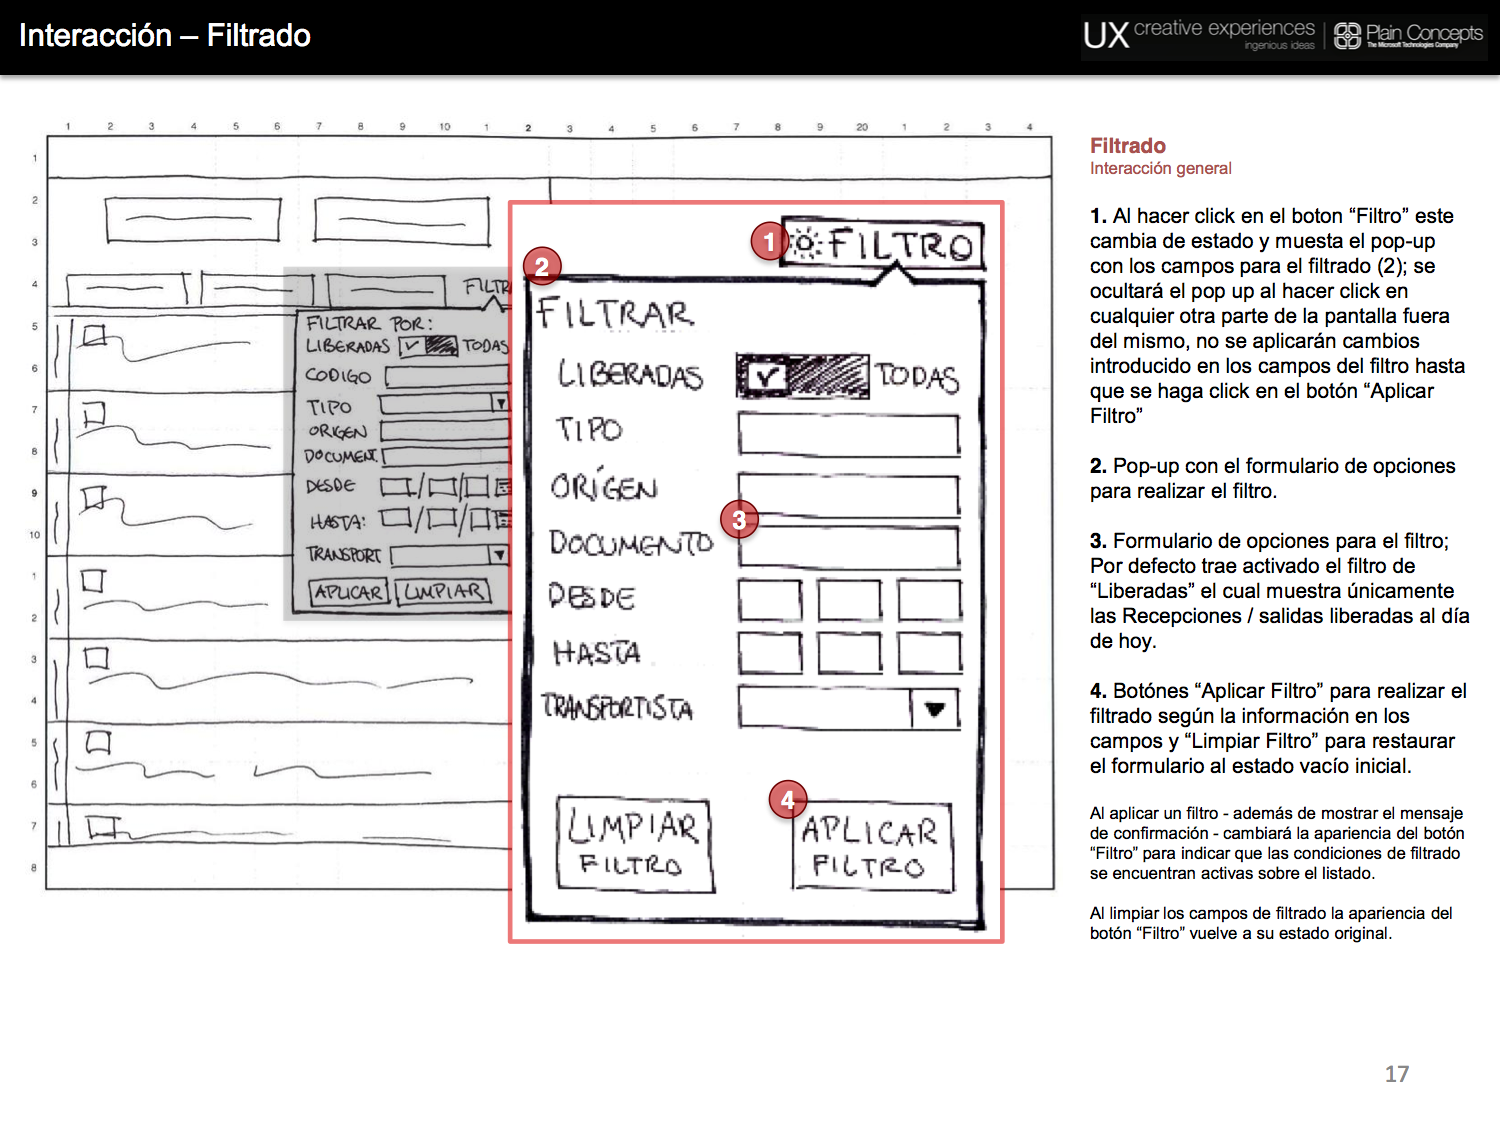 Interacción – Filtrado
UX creative experiences
ingenious ideas
Plain Concepts
The Microsoft Technologies Company
1 2 3 4 5 6 7 8 9 10 1 2 3 4 5 6 7 8 9 20 1 2 3 4
1
2
3
4
5
6
7
8
9
10
1
2
3
4
5
6
7
8
FILTR
FILTRAR POR:
LIBERADAS TODAS
CODIGO
TIPO
ORIGEN
DOCUMENT.
DESDE
HASTA:
TRANSPORT
APLICAR LIMPIAR
1 FILTRO
2
FILTRAR
LIBERADAS TODAS
TIPO
ORÍGEN
3
DOCUMENTO
DESDE
HASTA
TRANSPORTISTA
4
LIMPIAR
FILTRO
APLICAR
FILTRO
Filtrado
Interacción general
1. Al hacer click en el boton “Filtro” este
cambia de estado y muesta el pop-up
con los campos para el filtrado (2); se
ocultará el pop up al hacer click en
cualquier otra parte de la pantalla fuera
del mismo, no se aplicarán cambios
introducido en los campos del filtro hasta
que se haga click en el botón “Aplicar
Filtro”
2. Pop-up con el formulario de opciones
para realizar el filtro.
3. Formulario de opciones para el filtro;
Por defecto trae activado el filtro de
“Liberadas” el cual muestra únicamente
las Recepciones / salidas liberadas al día
de hoy.
4. Botónes “Aplicar Filtro” para realizar el
filtrado según la información en los
campos y “Limpiar Filtro” para restaurar
el formulario al estado vacío inicial.
Al aplicar un filtro - además de mostrar el mensaje
de confirmación - cambiará la apariencia del botón
“Filtro” para indicar que las condiciones de filtrado
se encuentran activas sobre el listado.
Al limpiar los campos de filtrado la apariencia del
botón “Filtro” vuelve a su estado original.
17